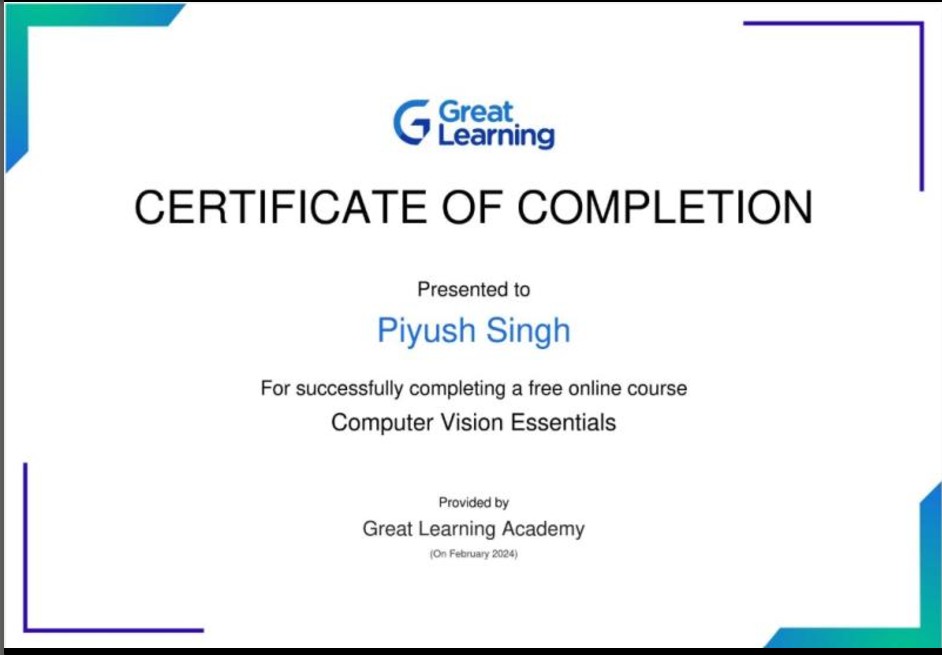 Great
Learning
CERTIFICATE OF COMPLETION
Presented to
Piyush Singh
For successfully completing a free online course
Computer Vision Essentials
Provided by
Great Learning Academy
(On February 2024)